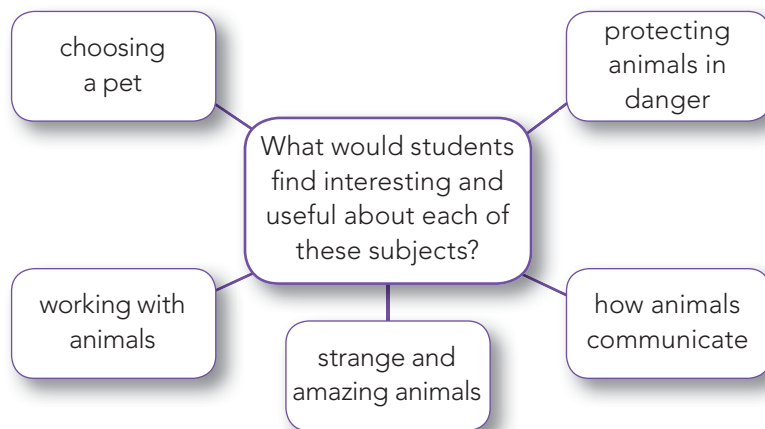 choosing
a pet
protecting
animals in
danger
What would students
find interesting and
useful about each of
these subjects?
working with
animals
strange and
amazing animals
how animals
communicate